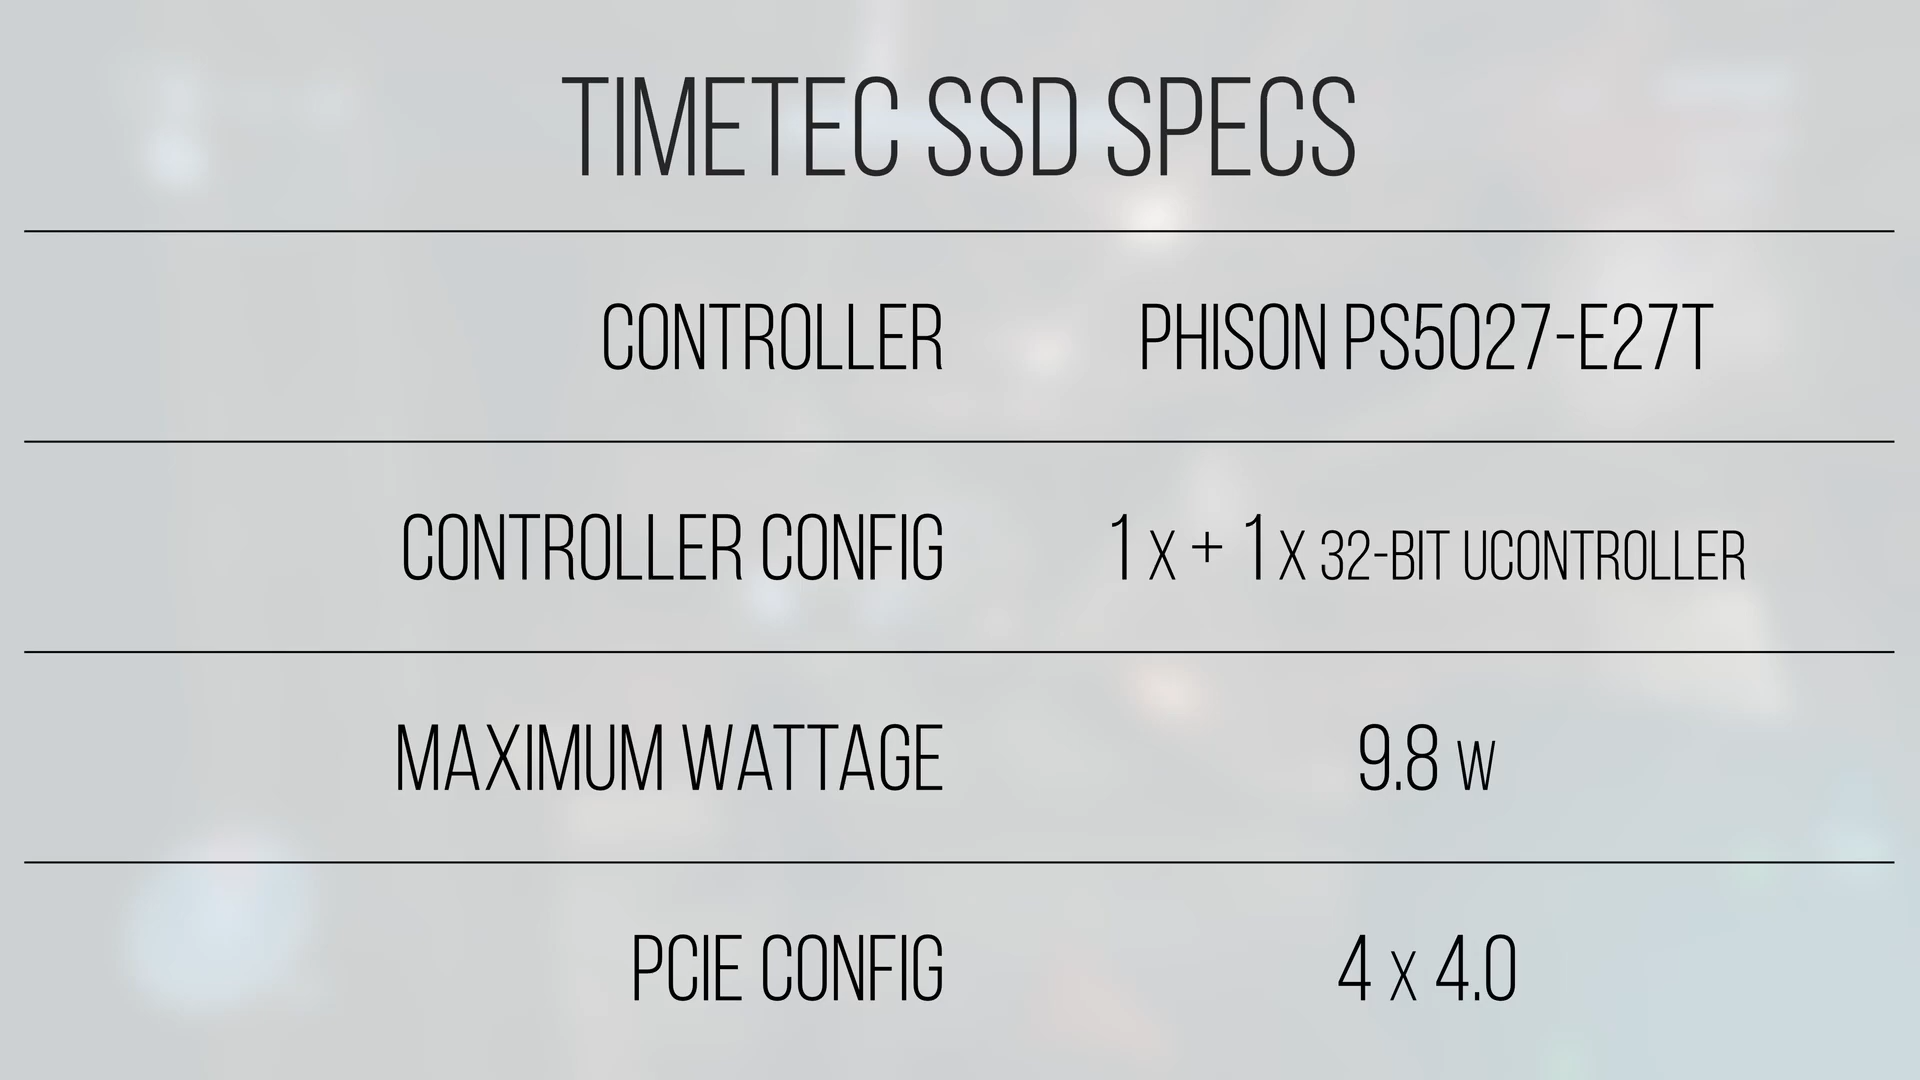 TIMETEC SSD SPECS
CONTROLLER PHISON PS5027-E27T
CONTROLLER CONFIG 1 X + 1 X 32-BIT UCONTROLLER
MAXIMUM WATTAGE 9.8 W
PCIE CONFIG 4 X 4.0